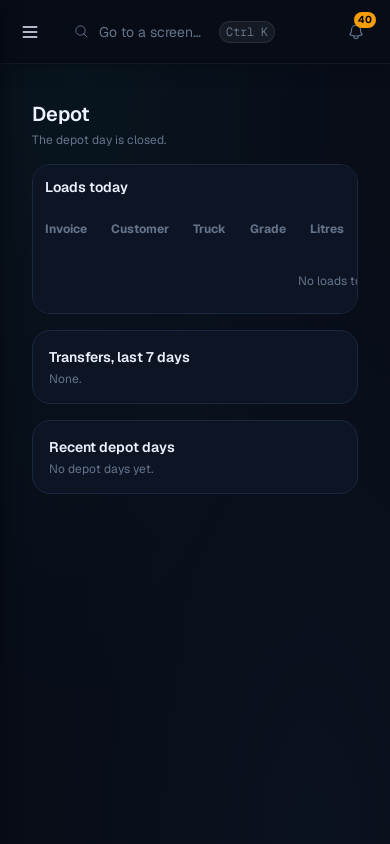 Go to a screen... Ctrl K 40
Depot
The depot day is closed.
Loads today
Invoice Customer Truck Grade Litres
No loads
Transfers, last 7 days
None.
Recent depot days
No depot days yet.